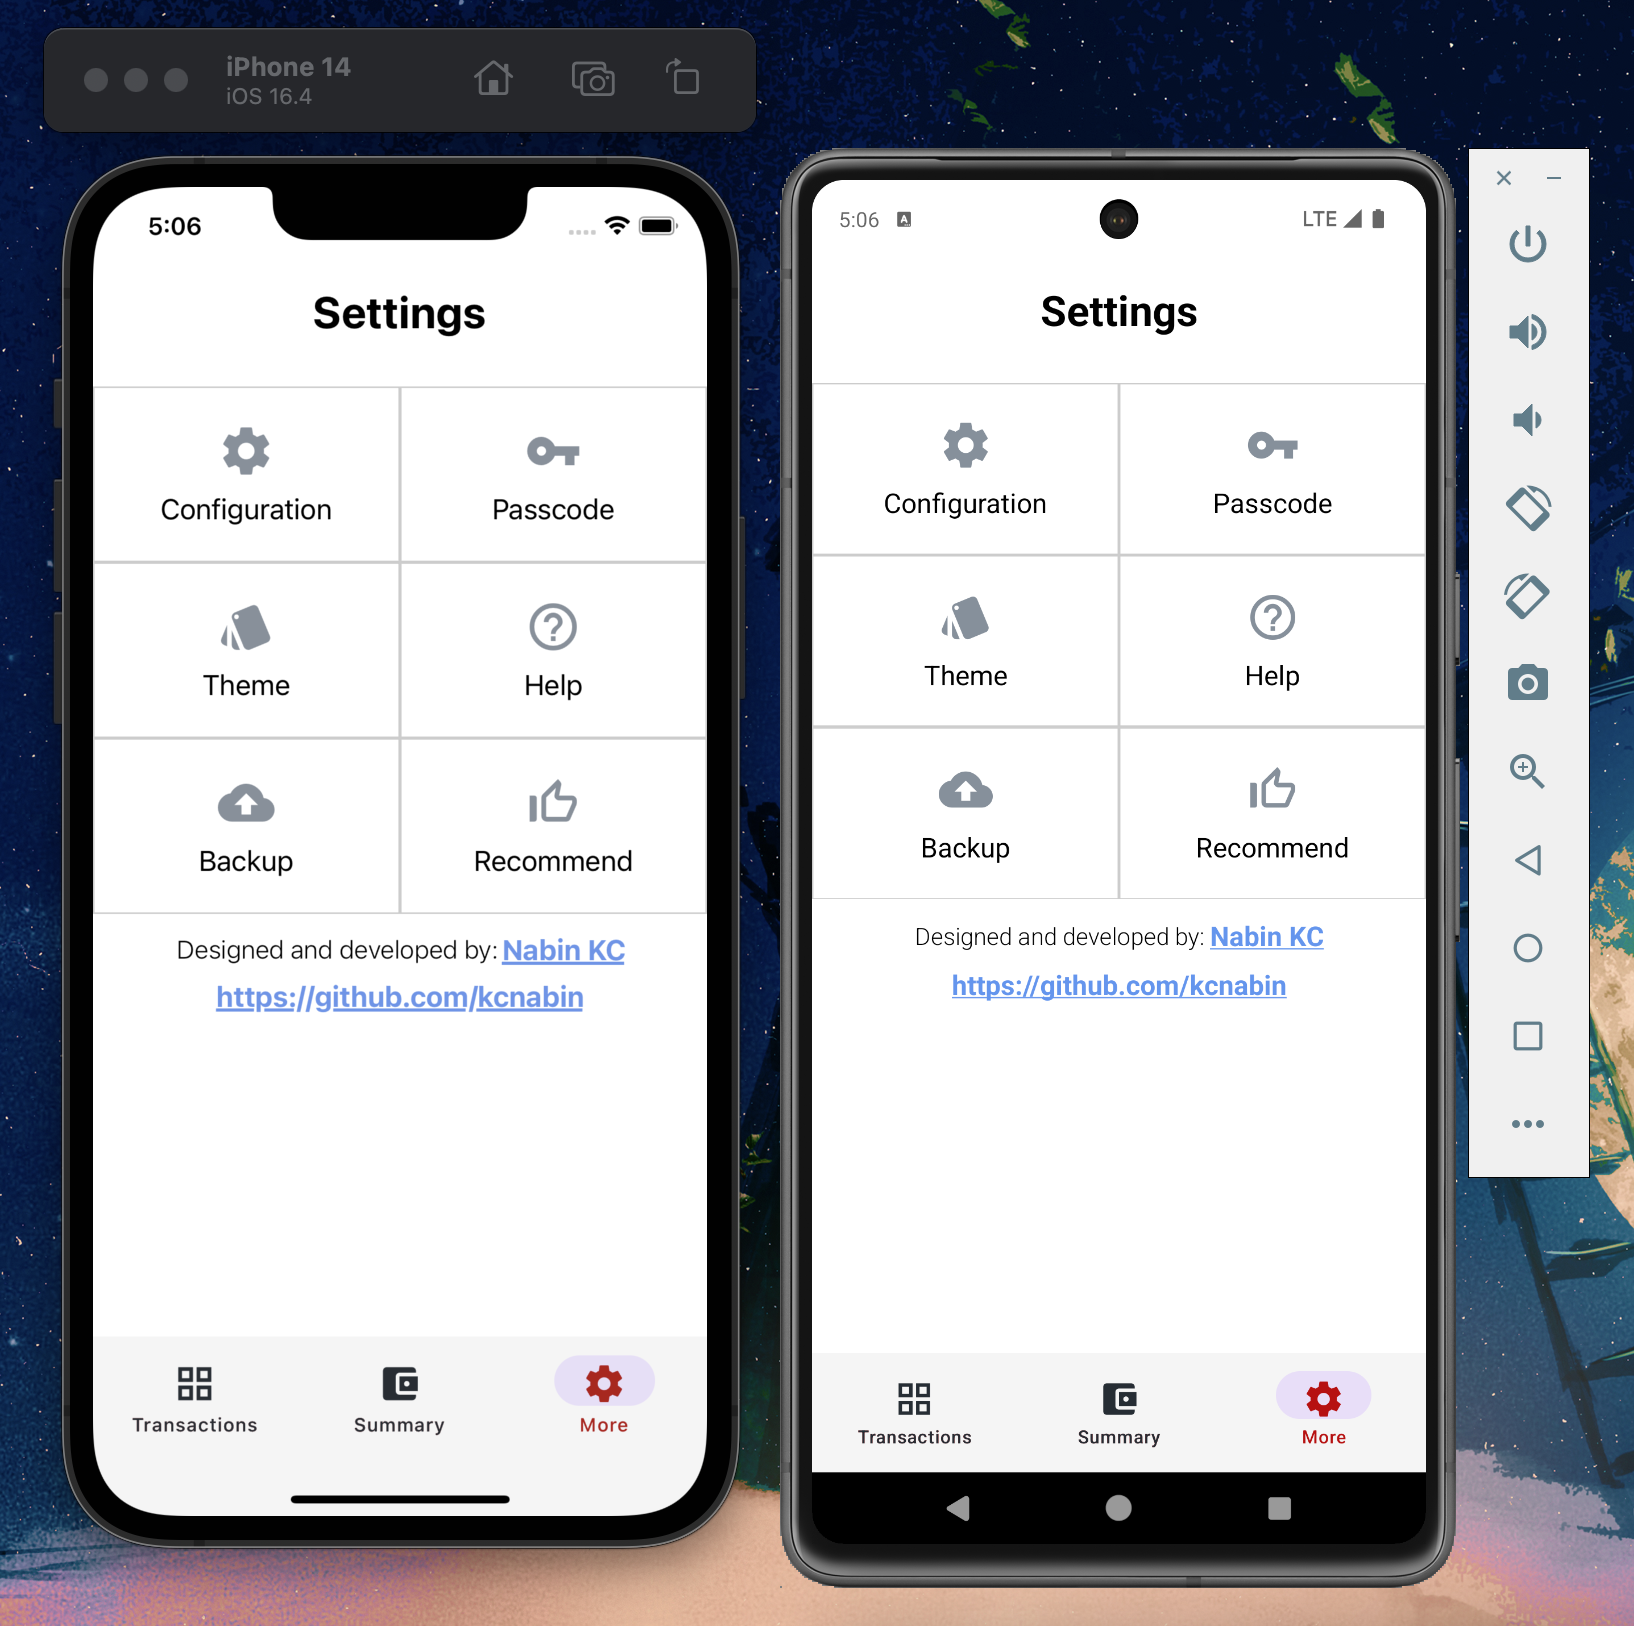 iPhone 14
iOS 16.4
5:06
Settings
Configuration
Passcode
Theme
Help
Backup
Recommend
Designed and developed by: Nabin KC
https://github.com/kcnabin
Transactions
Summary
More
5:06 A
LTE
Settings
Configuration
Passcode
Theme
Help
Backup
Recommend
Designed and developed by: Nabin KC
https://github.com/kcnabin
Transactions
Summary
More